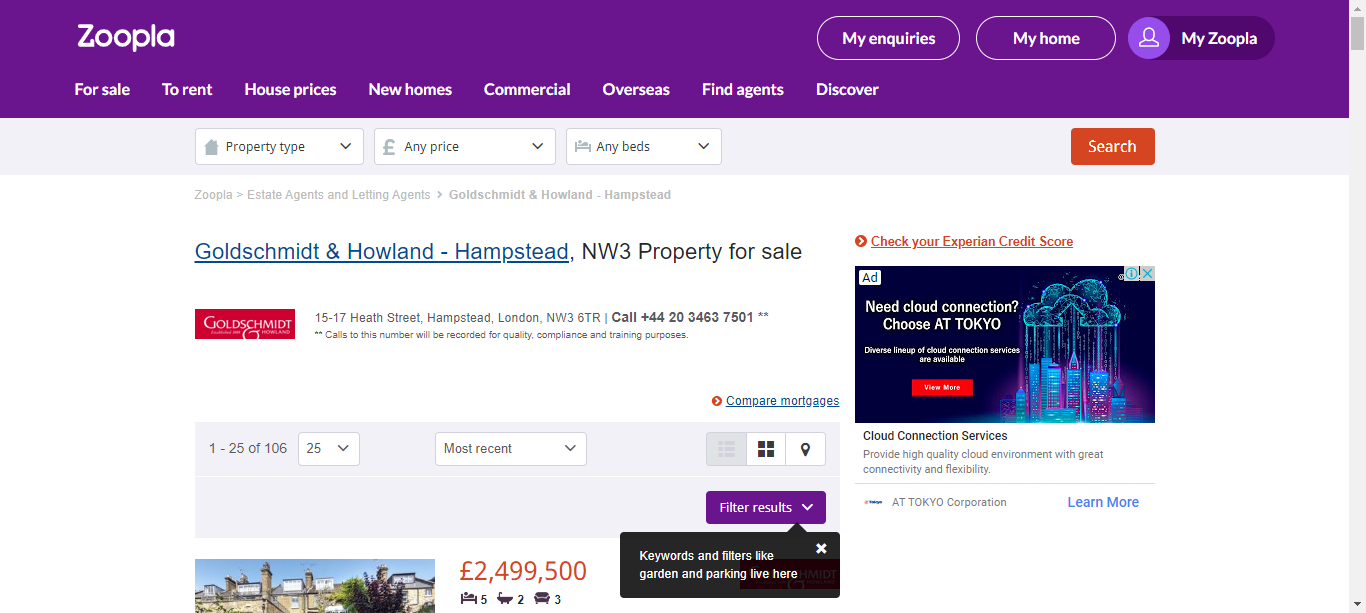 Zoopla
My enquiries
My home
My Zoopla
For sale
To rent
House prices
New homes
Commercial
Overseas
Find agents
Discover
Property type
£ Any price
Any beds
Search
Zoopla > Estate Agents and Letting Agents > Goldschmidt & Howland - Hampstead
Goldschmidt & Howland - Hampstead, NW3 Property for sale
GOLDSCHMIDT
HOWLAND
15-17 Heath Street, Hampstead, London, NW3 6TR | Call +44 20 3463 7501 **
** Calls to this number will be recorded for quality, compliance and training purposes.
Compare mortgages
1 - 25 of 106
25
Most recent
Filter results
Keywords and filters like
garden and parking live here
£2,499,500
5 2 3
Check your Experian Credit Score
Ad
Need cloud connection?
Choose AT TOKYO
Diverse lineup of cloud connection services
are available
View More
Cloud Connection Services
Provide high quality cloud environment with great
connectivity and flexibility.
AT TOKYO Corporation
Learn More